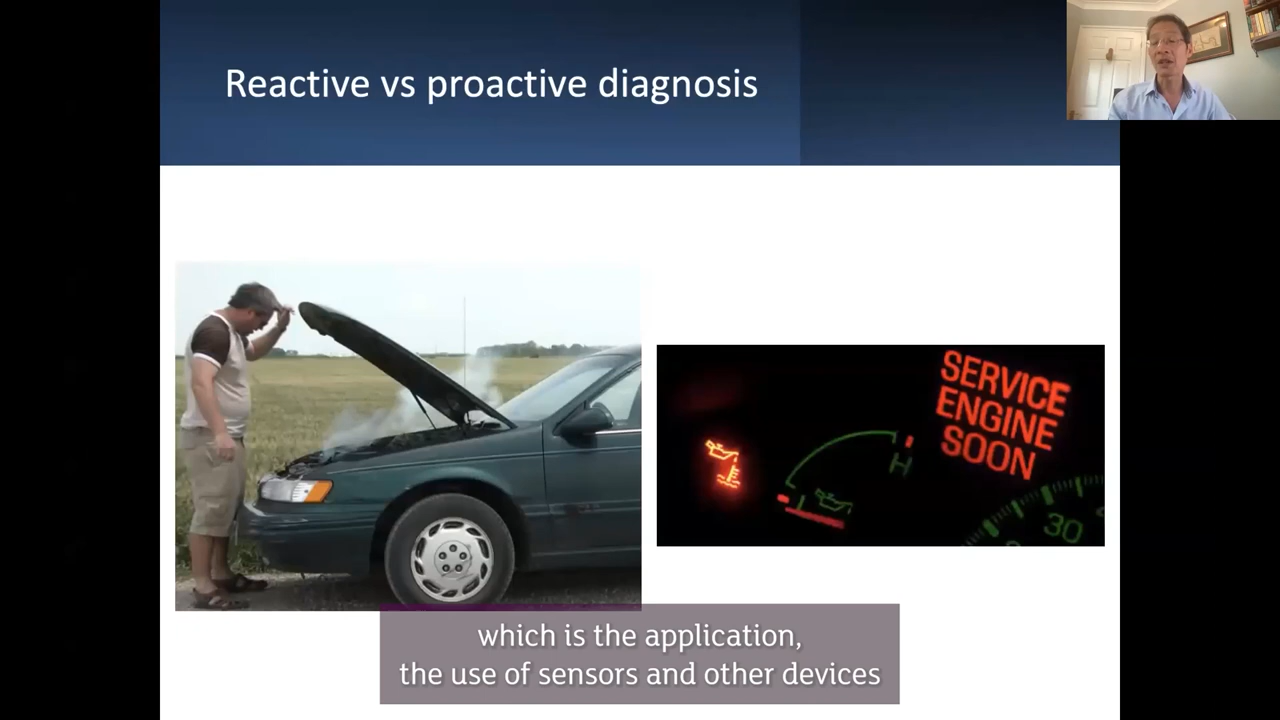 Reactive vs proactive diagnosis
SERVICE
ENGINE
SOON
H
30
which is the application,
the use of sensors and other devices